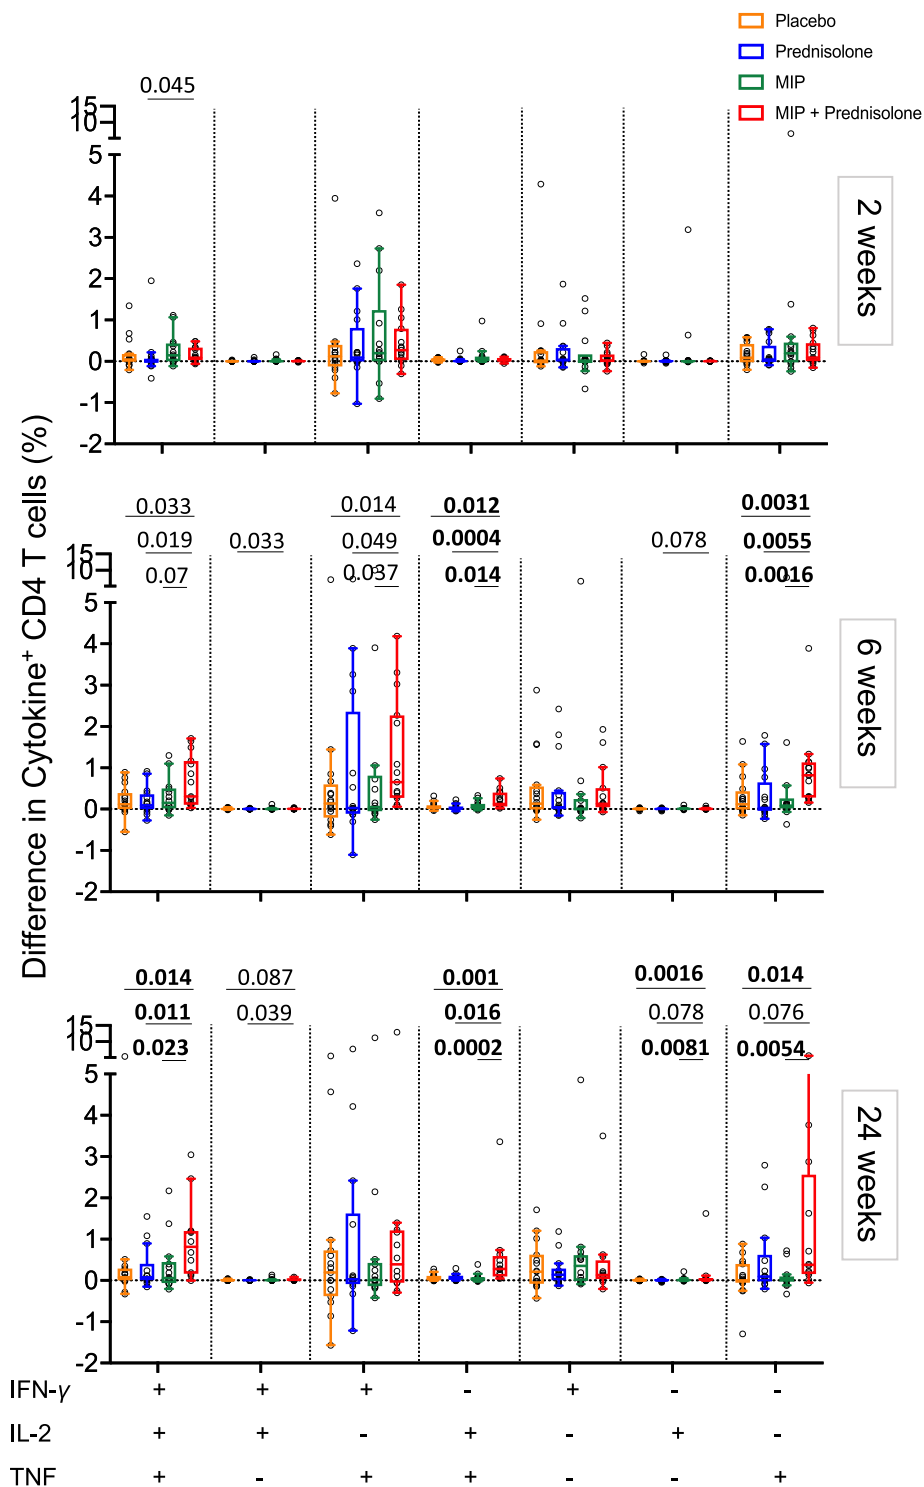 Placebo
Prednisolone
MIP
MIP + Prednisolone
Difference in Cytokine+ CD4 T cells (%)
0.045
15
10
5
4
3
2
1
0
-1
-2
2 weeks
0.033 0.014 0.012 0.0031
0.019 0.033 0.049 0.0004 0.078 0.0055
0.07 0.037 0.014 0.0016
15
10
5
4
3
2
1
0
-1
-2
6 weeks
0.014 0.087 0.001 0.0016 0.014
0.011 0.039 0.016 0.078 0.076
0.023 0.0002 0.0081 0.0054
15
10
5
4
3
2
1
0
-1
-2
24 weeks
IFN-γ + + + - + - -
IL-2 + + - + - + -
TNF + - + + - - +